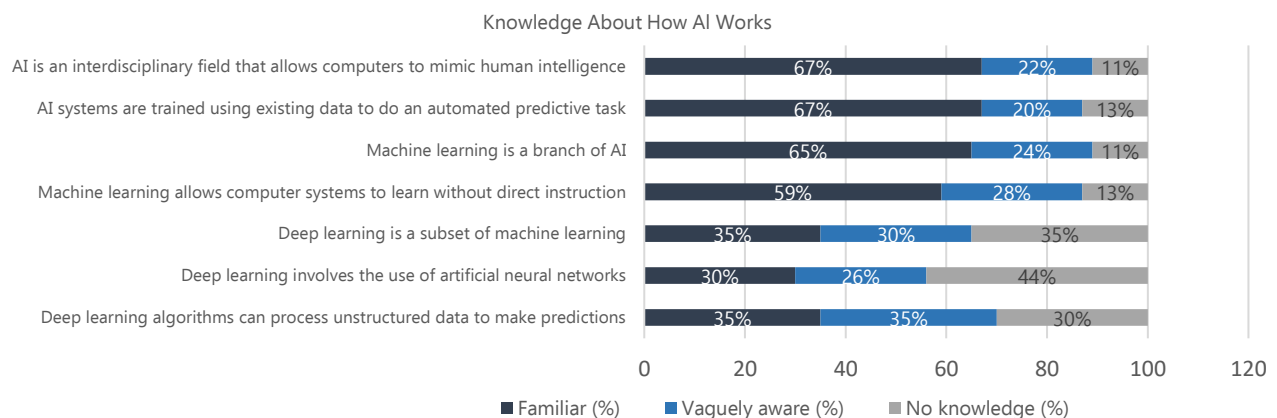 Knowledge About How AI Works
AI is an interdisciplinary field that allows computers to mimic human intelligence 67% 22% 11%
AI systems are trained using existing data to do an automated predictive task 67% 20% 13%
Machine learning is a branch of AI 65% 24% 11%
Machine learning allows computer systems to learn without direct instruction 59% 28% 13%
Deep learning is a subset of machine learning 35% 30% 35%
Deep learning involves the use of artificial neural networks 30% 26% 44%
Deep learning algorithms can process unstructured data to make predictions 35% 35% 30%
0 20 40 60 80 100 120
Familiar (%) Vaguely aware (%) No knowledge (%)